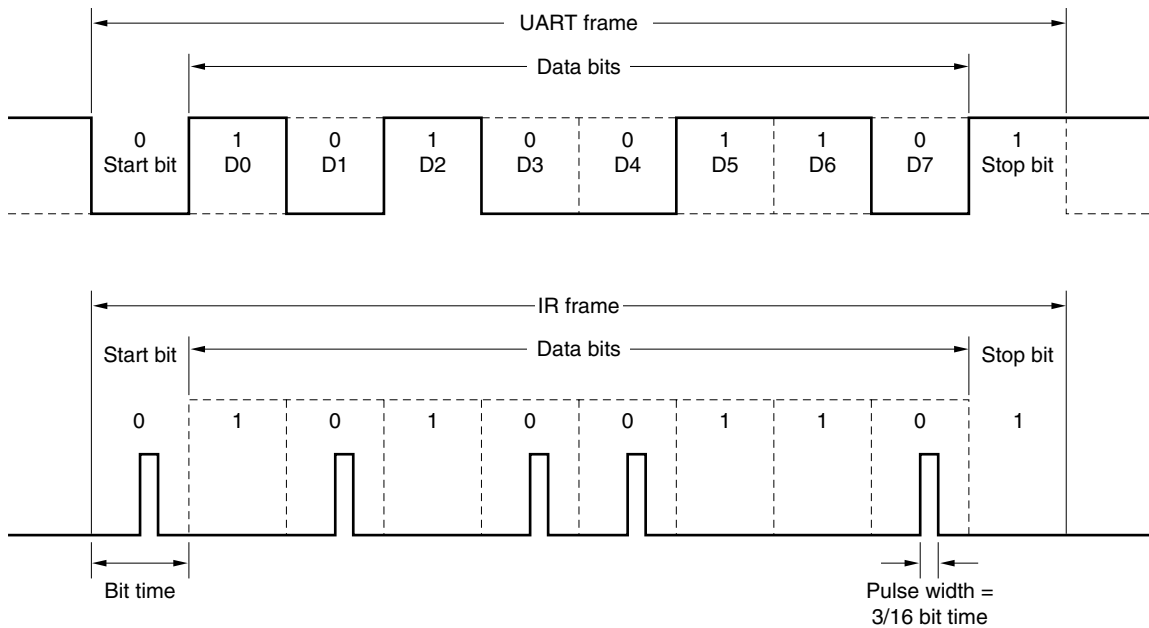 UART frame
Data bits
0 1 0 1 0 0 1 1 0 1
Start bit D0 D1 D2 D3 D4 D5 D6 D7 Stop bit
IR frame
Start bit Data bits Stop bit
0 1 0 1 0 0 1 1 0 1
Bit time Pulse width =
3/16 bit time